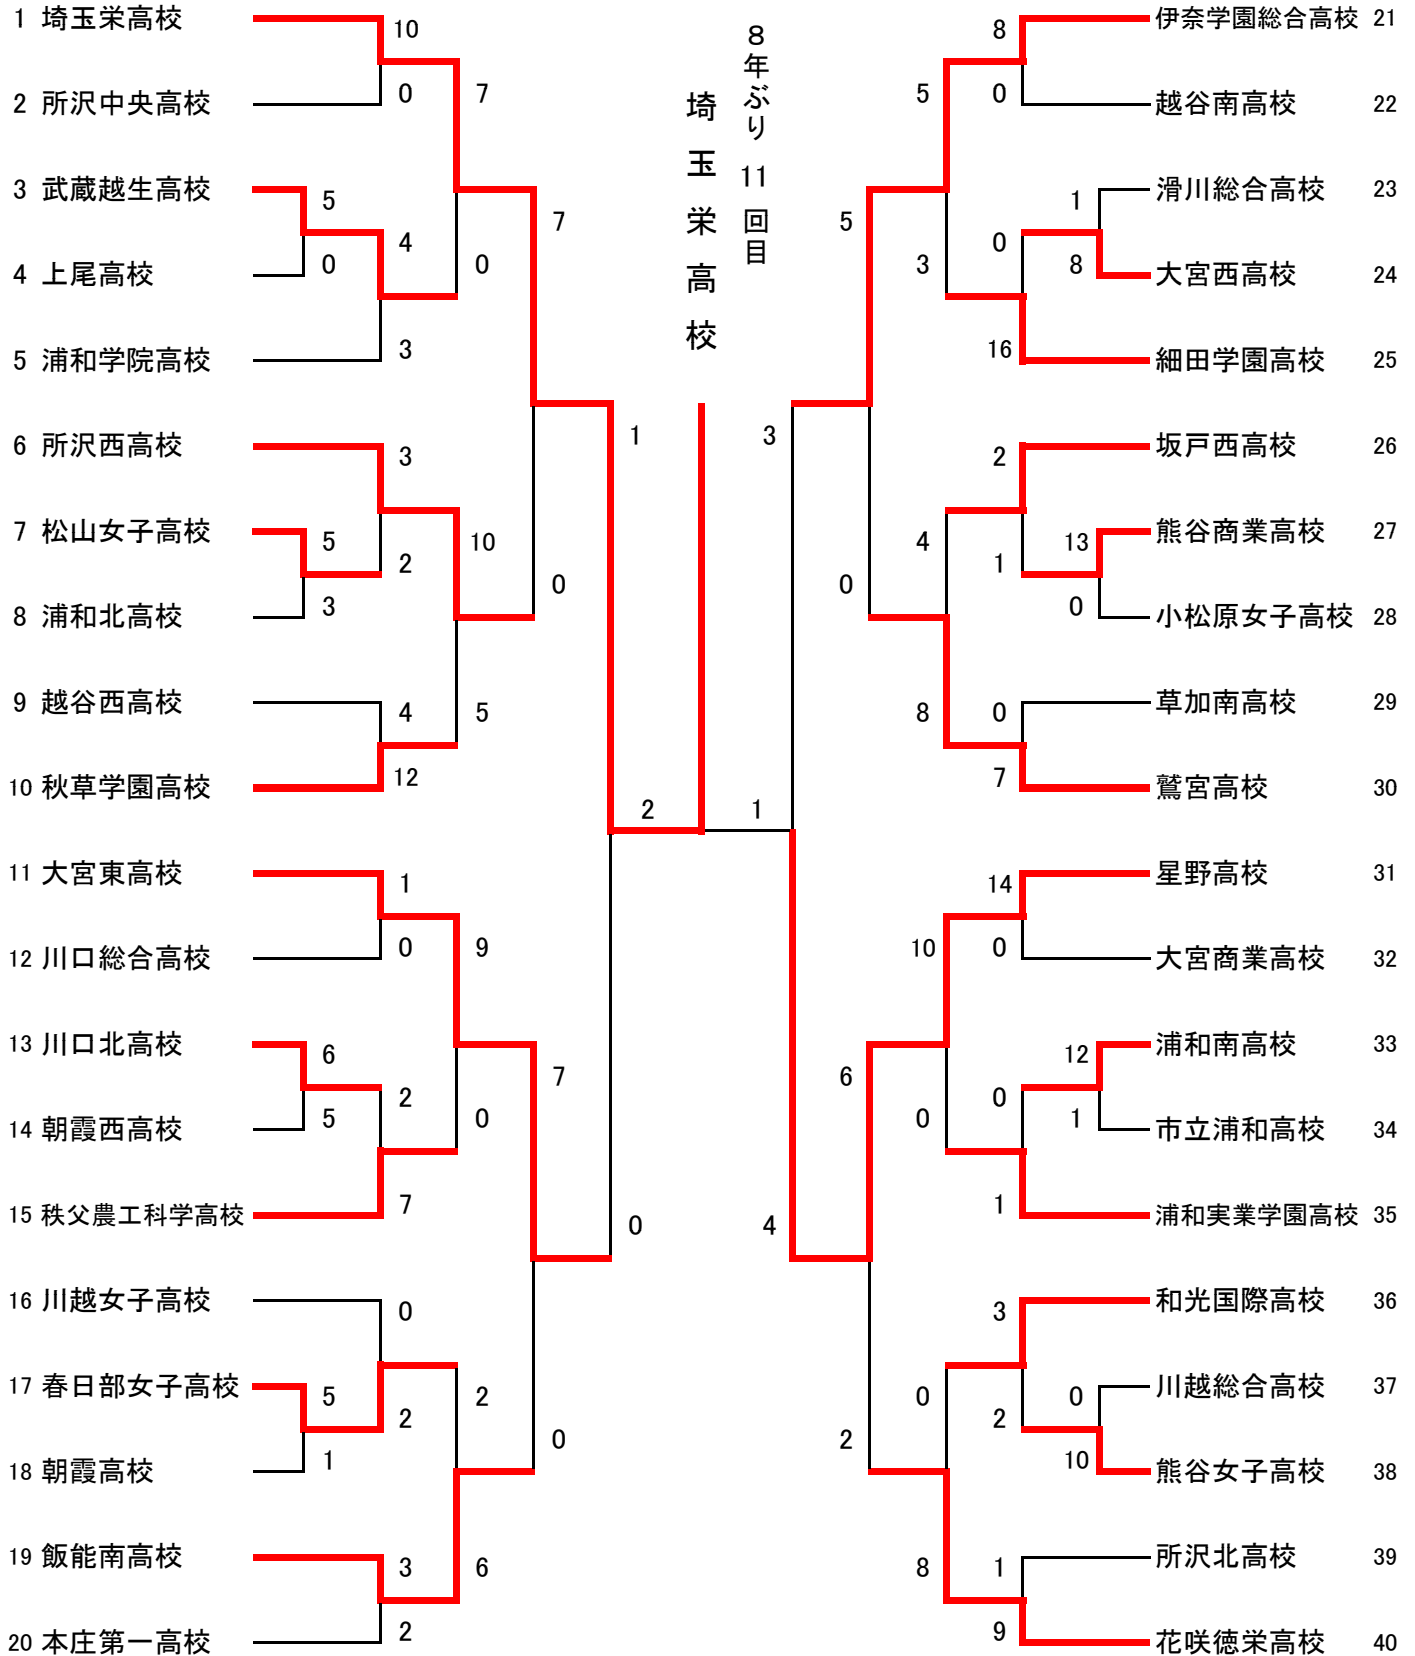 1 埼玉栄高校
2 所沢中央高校
3 武蔵越生高校
4 上尾高校
5 浦和学院高校
6 所沢西高校
7 松山女子高校
8 浦和北高校
9 越谷西高校
10 秋草学園高校
11 大宮東高校
12 川口総合高校
13 川口北高校
14 朝霞西高校
15 秩父農工科学高校
16 川越女子高校
17 春日部女子高校
18 朝霞高校
19 飯能南高校
20 本庄第一高校
10
0
5
0
4
3
3
5
3
2
4
12
1
0
6
5
2
7
0
5
1
2
3
2
7
0
10
5
9
0
2
6
7
0
7
0
1
0
2
8年ぶり 11回目
埼玉栄高校
1
3
4
5
0
6
2
5
3
4
8
10
0
0
8
8
0
1
8
0
16
2
13
0
1
0
7
14
0
12
1
0
1
3
0
10
2
1
9
伊奈学園総合高校 21
越谷南高校 22
滑川総合高校 23
大宮西高校 24
細田学園高校 25
坂戸西高校 26
熊谷商業高校 27
小松原女子高校 28
草加南高校 29
鷲宮高校 30
星野高校 31
大宮商業高校 32
浦和南高校 33
市立浦和高校 34
浦和実業学園高校 35
和光国際高校 36
川越総合高校 37
熊谷女子高校 38
所沢北高校 39
花咲徳栄高校 40